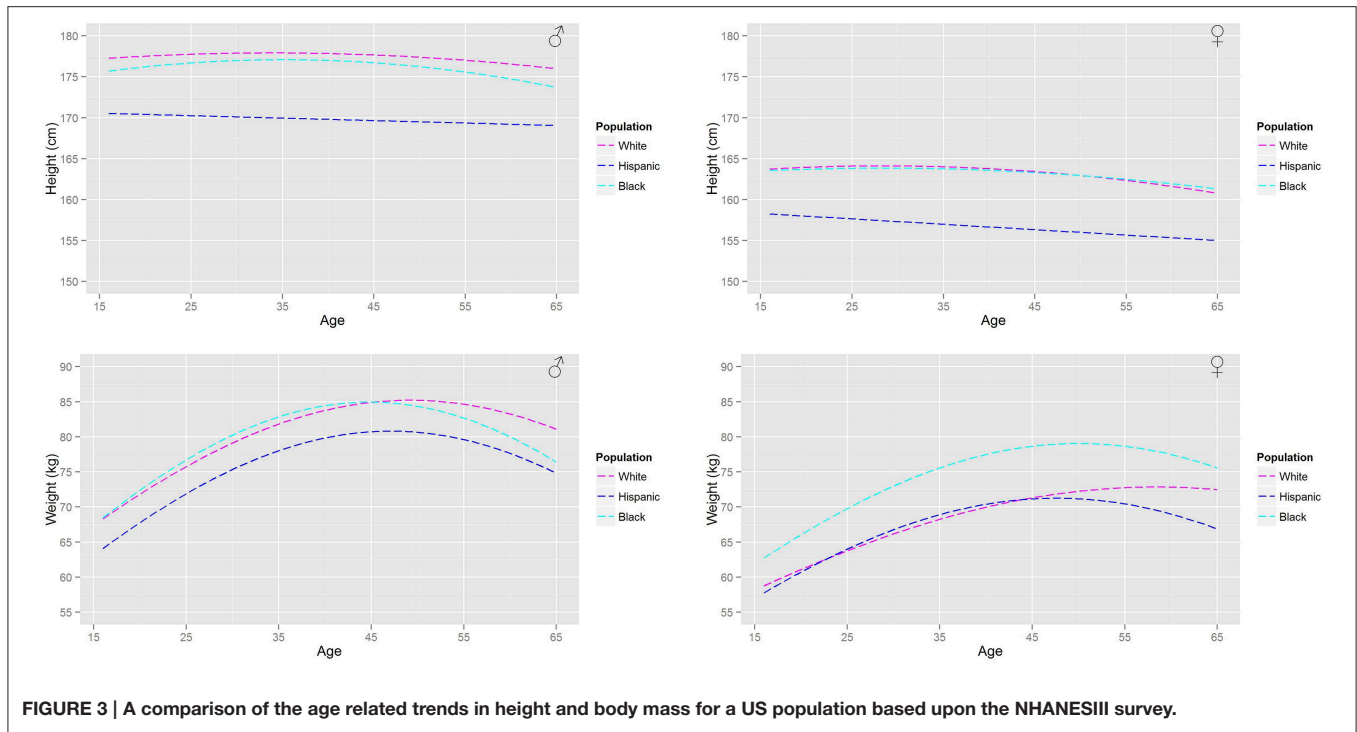 180
175
170
165
160
155
150
Height (cm)
15 25 35 45 55 65
Age
♂
Population
White
Hispanic
Black
180
175
170
165
160
155
150
Height (cm)
15 25 35 45 55 65
Age
♀
Population
White
Hispanic
Black
90
85
80
75
70
65
60
55
Weight (kg)
15 25 35 45 55 65
Age
♂
Population
White
Hispanic
Black
90
85
80
75
70
65
60
55
Weight (kg)
15 25 35 45 55 65
Age
♀
Population
White
Hispanic
Black
FIGURE 3 | A comparison of the age related trends in height and body mass for a US population based upon the NHANESIII survey.